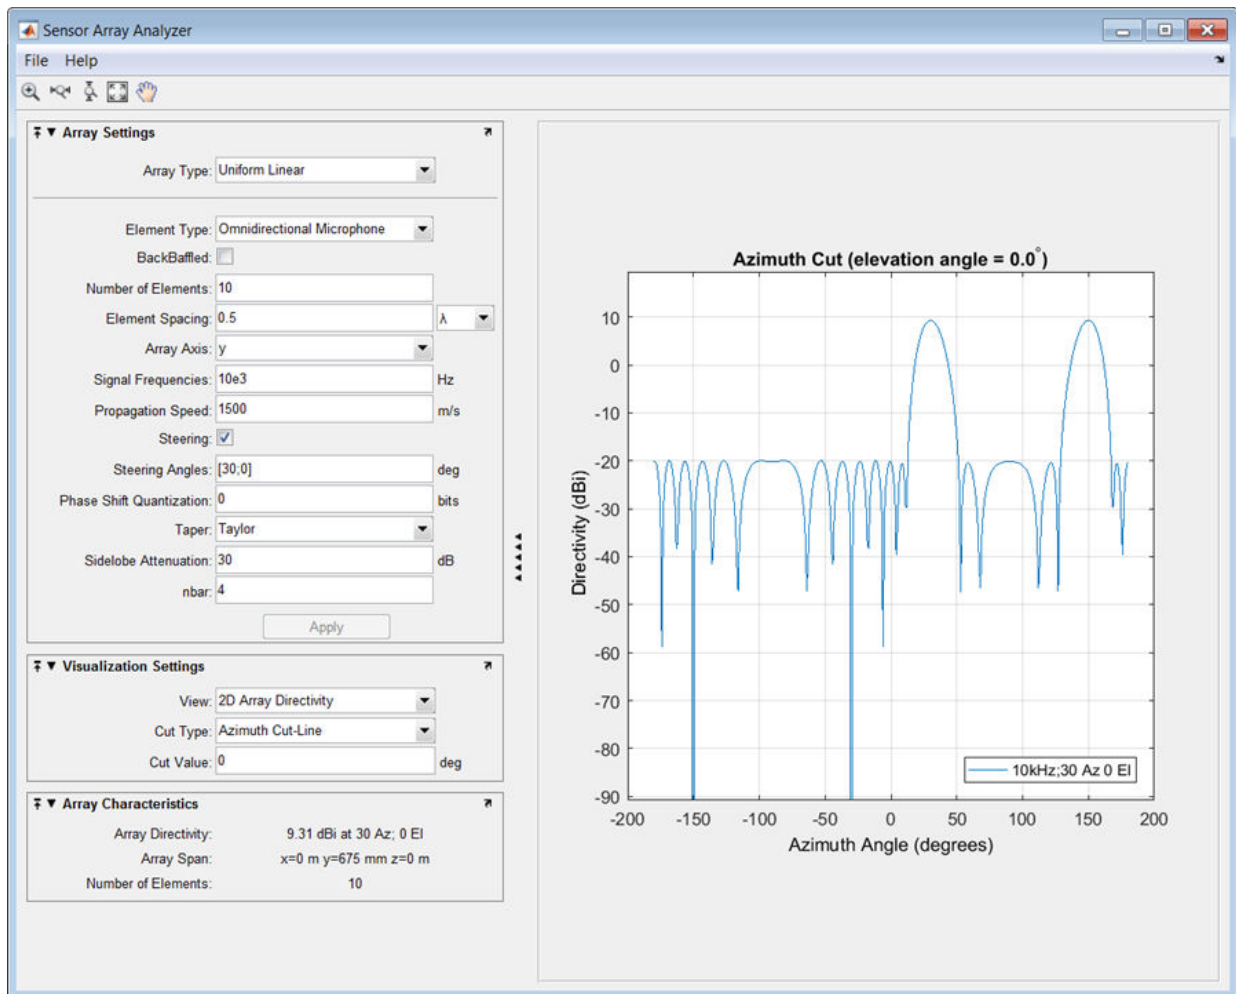 Sensor Array Analyzer
File Help
Array Settings
Array Type: Uniform Linear
Element Type: Omnidirectional Microphone
BackBaffled:
Number of Elements: 10
Element Spacing: 0.5 λ
Array Axis: y
Signal Frequencies: 10e3 Hz
Propagation Speed: 1500 m/s
Steering:
Steering Angles: [30;0] deg
Phase Shift Quantization: 0 bits
Taper: Taylor
Sidelobe Attenuation: 30 dB
nbar: 4
Apply
Visualization Settings
View: 2D Array Directivity
Cut Type: Azimuth Cut-Line
Cut Value: 0 deg
Array Characteristics
Array Directivity: 9.31 dBi at 30 Az; 0 El
Array Span: x=0 m y=675 mm z=0 m
Number of Elements: 10
Azimuth Cut (elevation angle = 0.0°)
Directivity (dBi)
10
0
-10
-20
-30
-40
-50
-60
-70
-80
-90
10kHz;30 Az 0 El
-200 -150 -100 -50 0 50 100 150 200
Azimuth Angle (degrees)